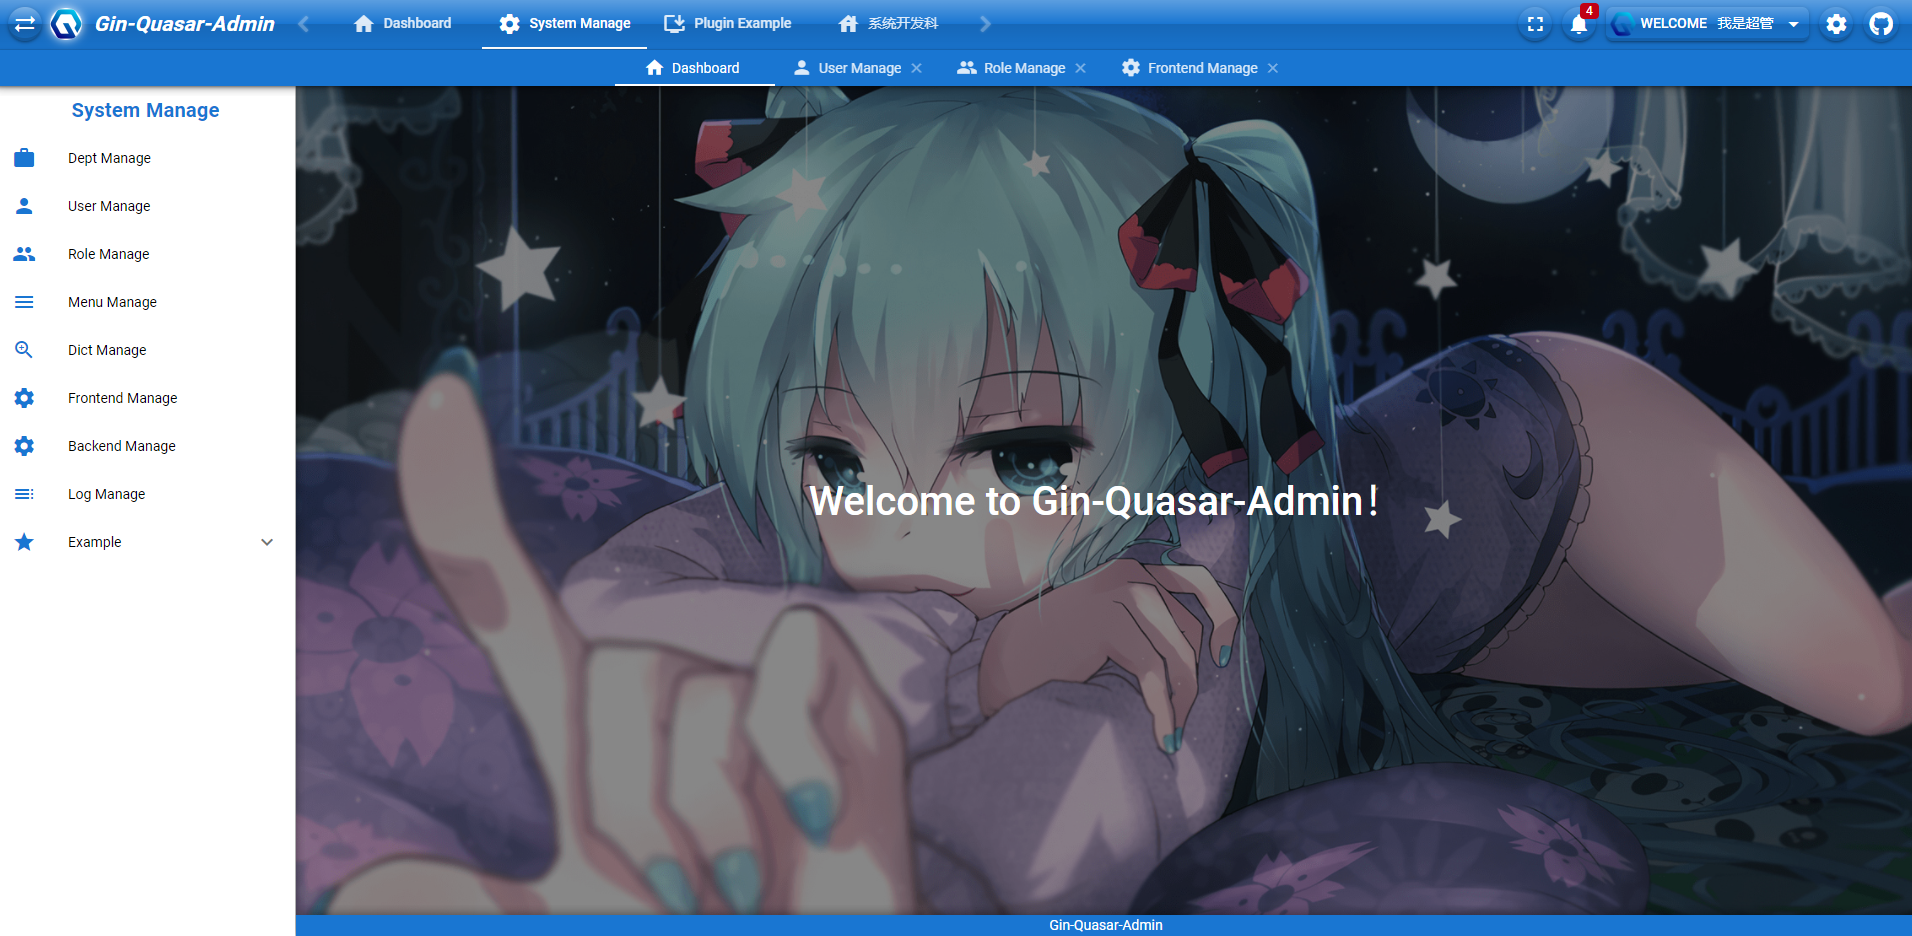 Gin-Quasar-Admin
Dashboard
System Manage
Plugin Example
系统开发科
4
WELCOME 我是超管
Dashboard
User Manage
Role Manage
Frontend Manage
System Manage
Dept Manage
User Manage
Role Manage
Menu Manage
Dict Manage
Frontend Manage
Backend Manage
Log Manage
Example
Welcome to Gin-Quasar-Admin！
Gin-Quasar-Admin